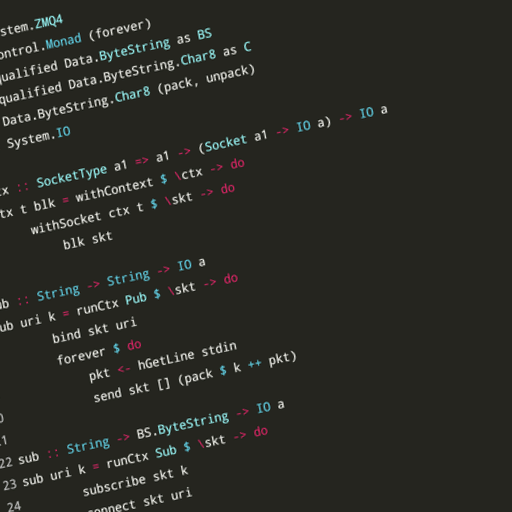 stem.ZMQ4
ontrol.Monad (forever)
ualified Data.ByteString as BS
qualified Data.ByteString.Char8 as C
Data.ByteString.Char8 (pack, unpack)
System.IO
x :: SocketType a1 => a1 -> (Socket a1 -> IO a) -> IO a
tx t blk = withContext $ \ctx -> do
withSocket ctx t $ \skt -> do
blk skt
ub :: String -> String -> IO a
ub uri k = runCtx Pub $ \skt -> do
bind skt uri
forever $ do
pkt <- hGetLine stdin
send skt [] (pack $ k ++ pkt)
0
1
22 sub :: String -> BS.ByteString -> IO a
23 sub uri k = runCtx Sub $ \skt -> do
24 subscribe skt k
onnect skt uri